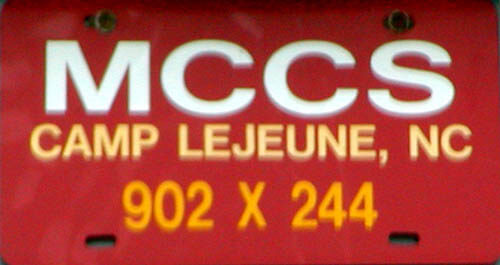 MCCS
CAMP LEJEUNE, NC
902 X 244